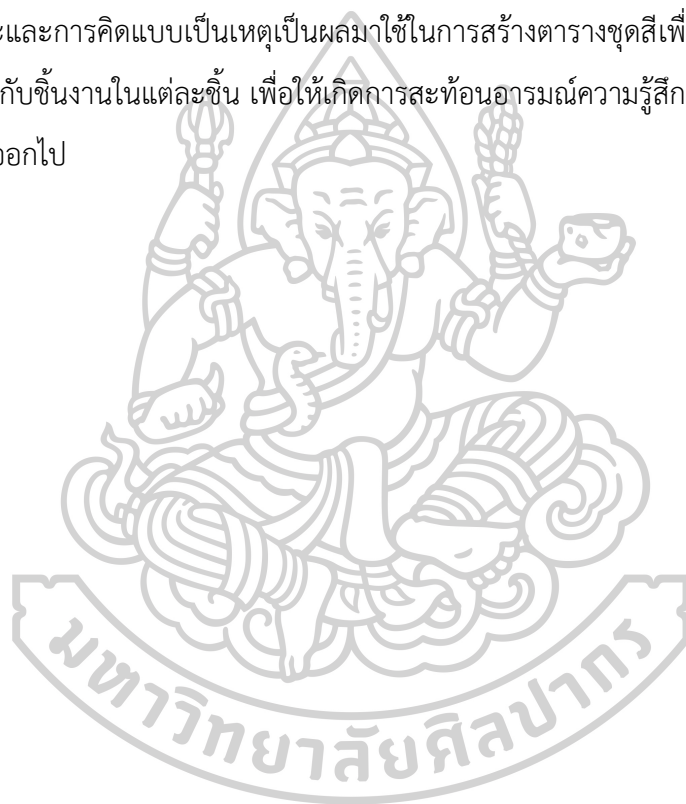 ะและการคิดแบบเป็นเหตุเป็นผลมาใช้ในการสร้างตารางชุดสีเพื่
กับชิ้นงานในแต่ละชิ้น เพื่อให้เกิดการสะท้อนอารมณ์ความรู้สึก
ออกไป
มหาวิทยาลัยศิลปากร